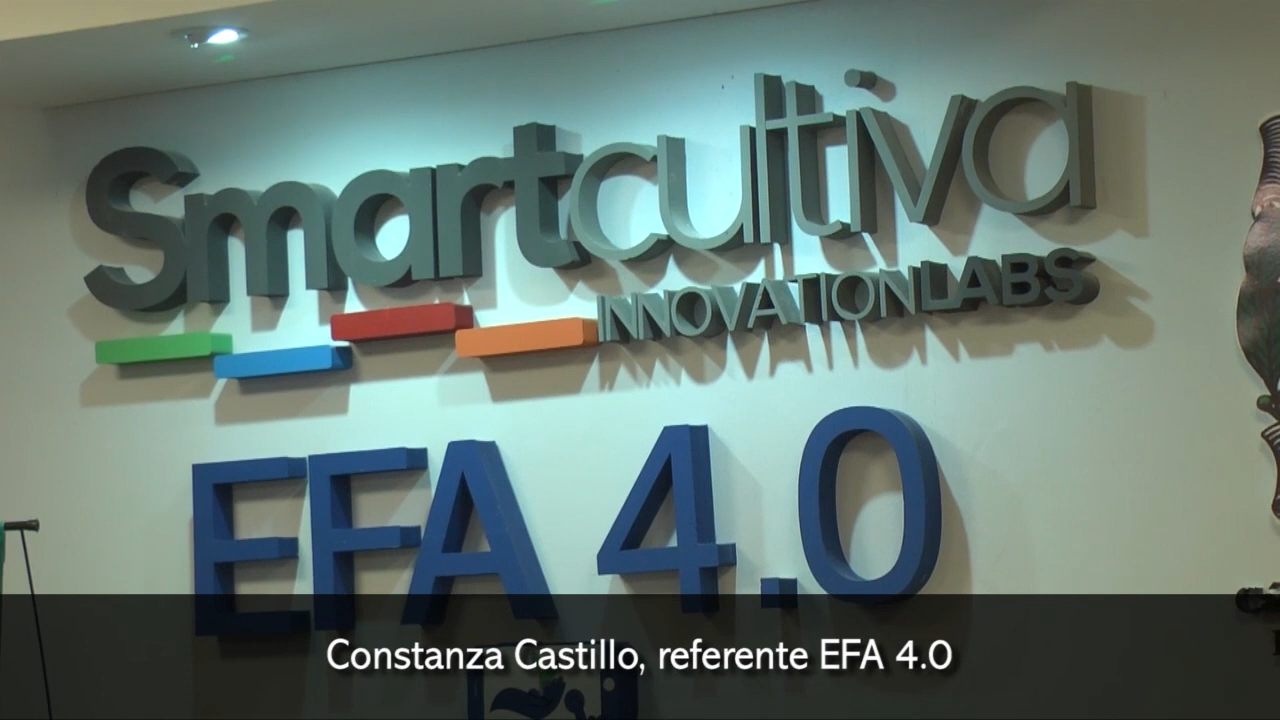 Smartcultiva
INNOVATIONLABS
EFA 4.0
Constanza Castillo, referente EFA 4.0